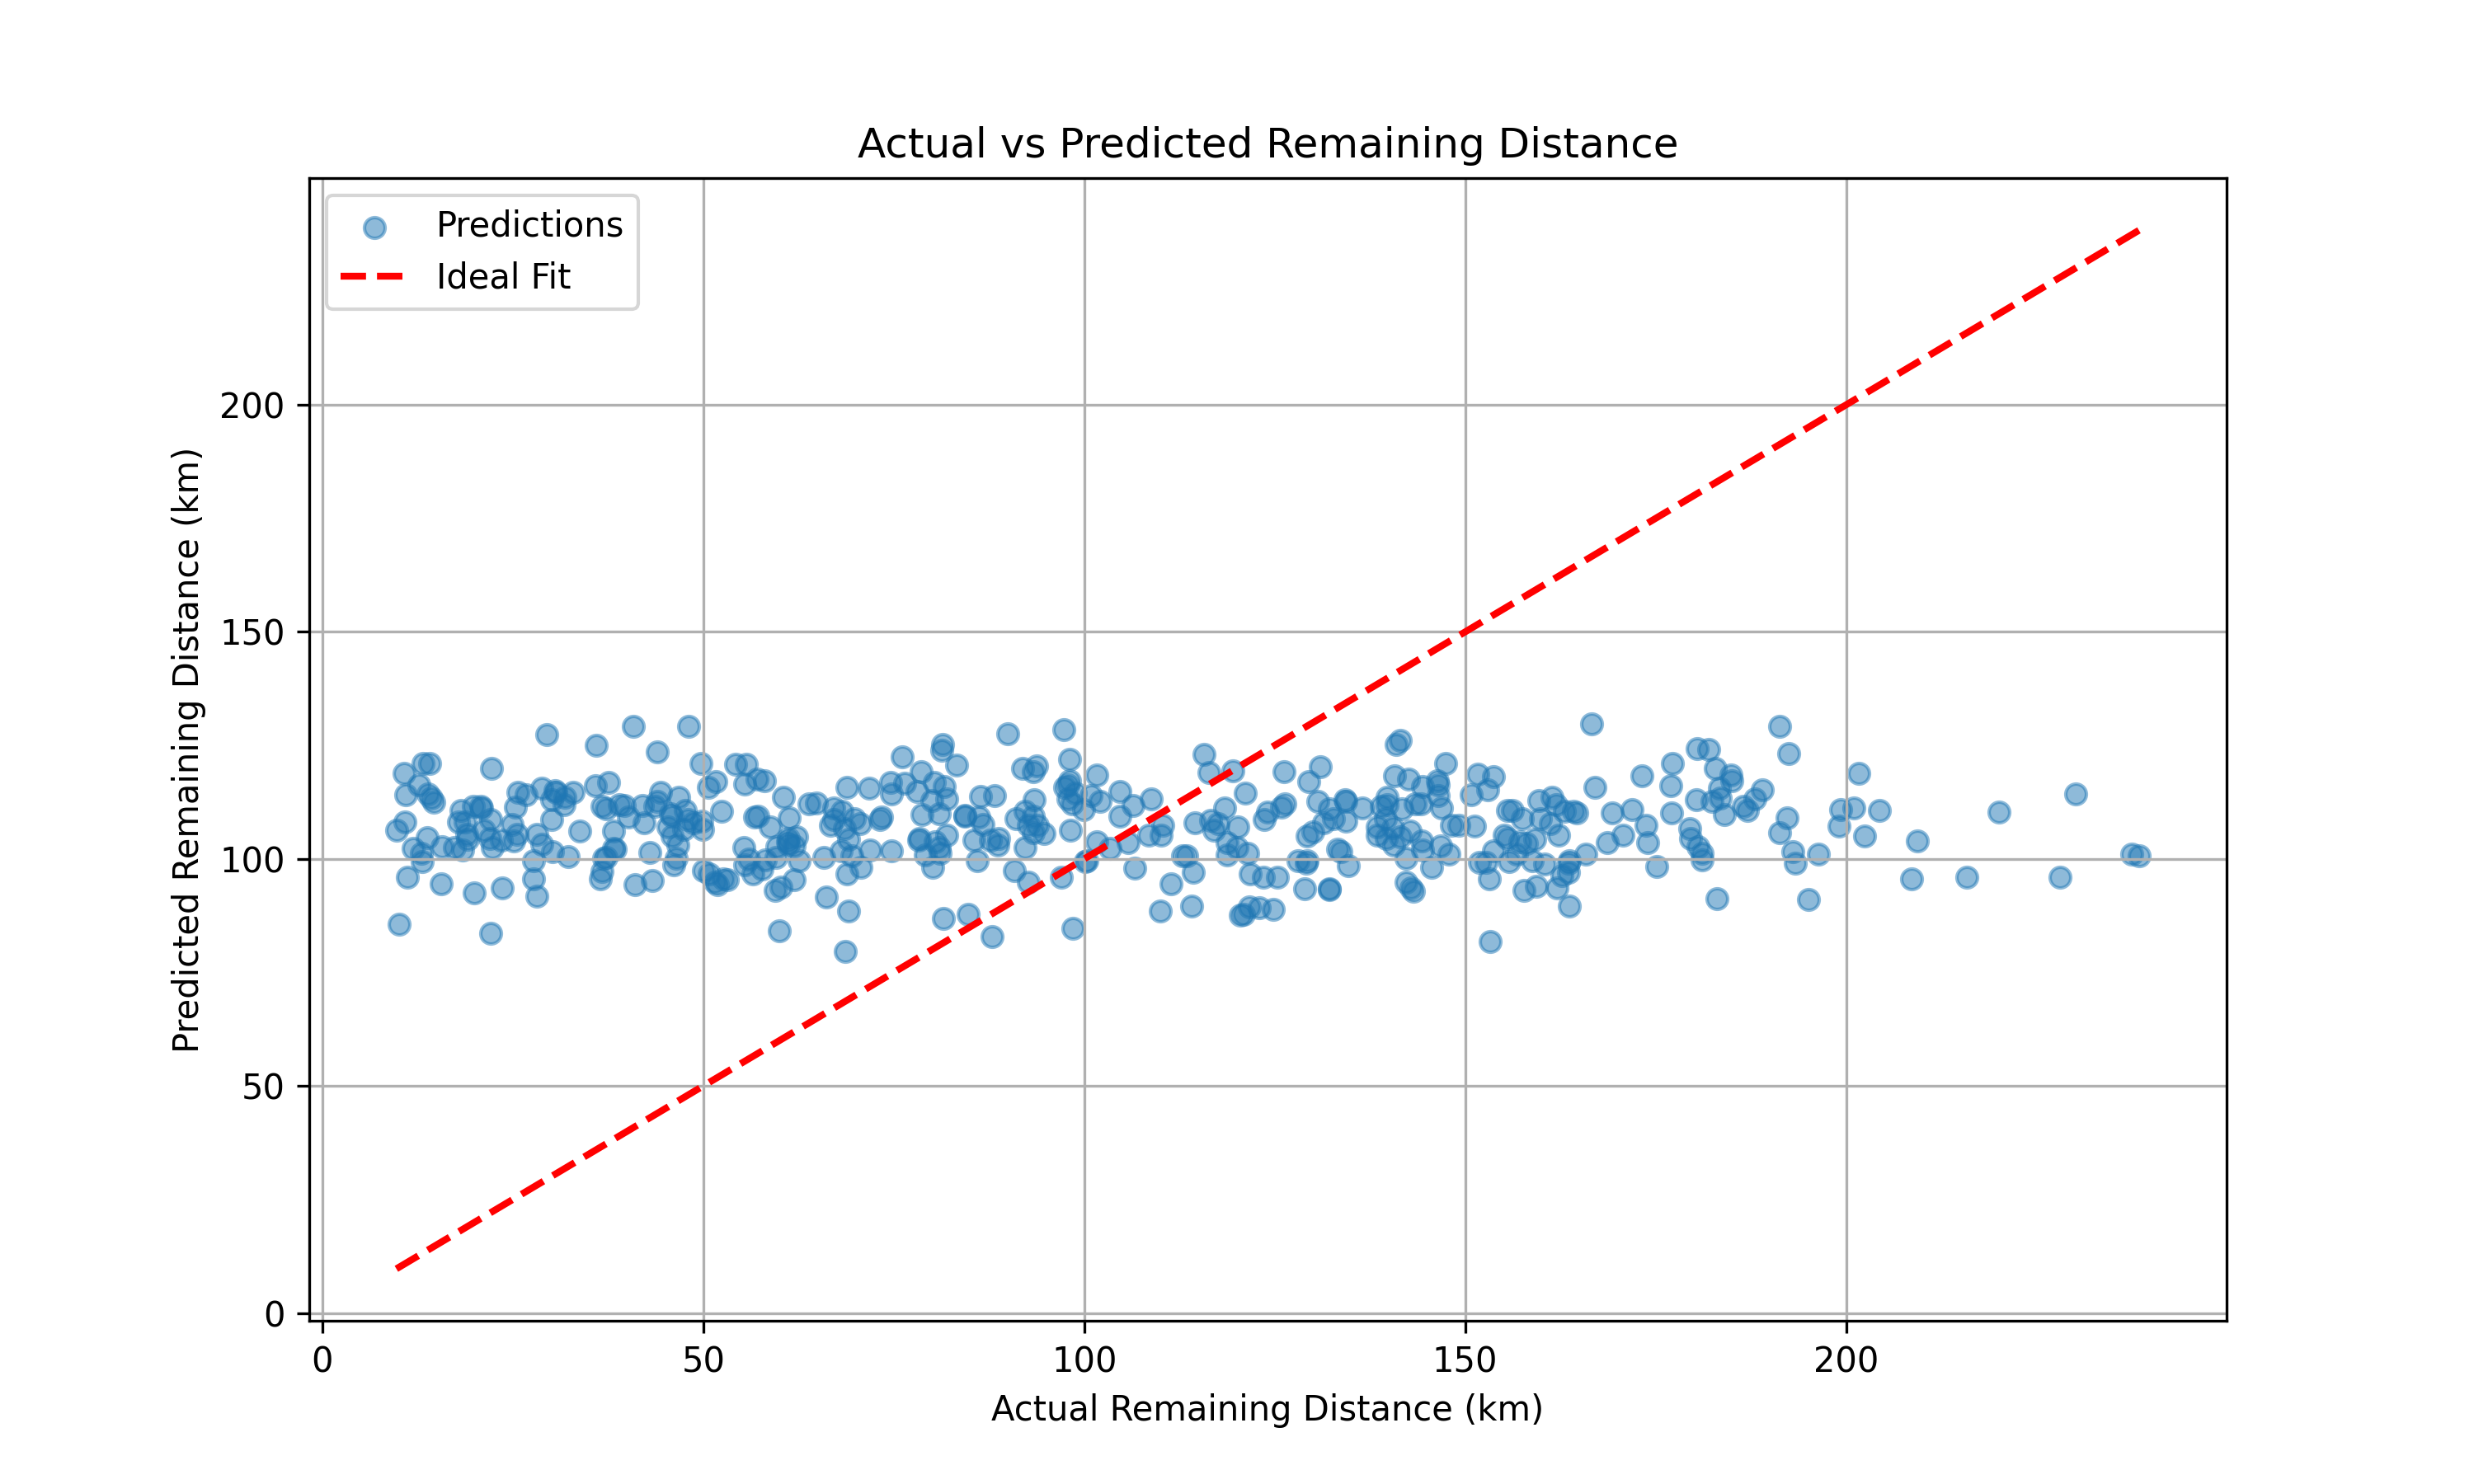 Actual vs Predicted Remaining Distance
Predictions
Ideal Fit
200
150
100
50
0
Predicted Remaining Distance (km)
0 50 100 150 200
Actual Remaining Distance (km)